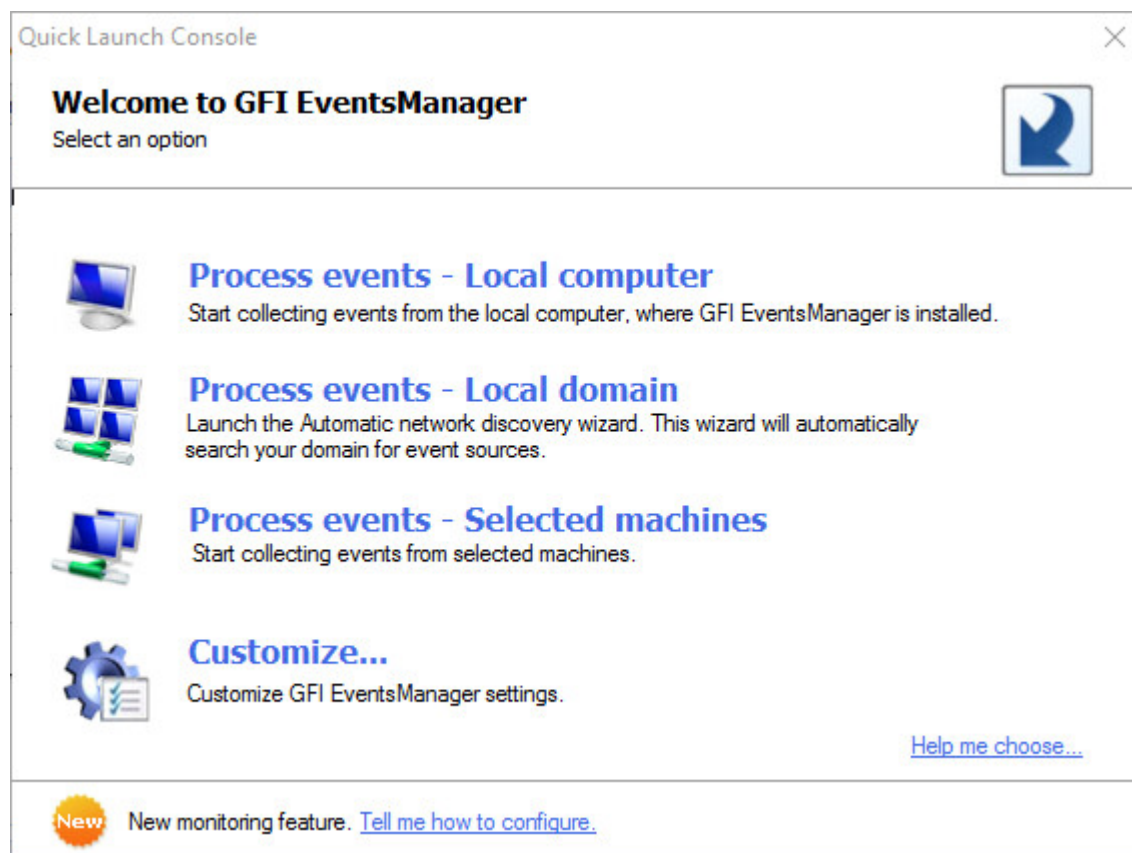 Quick Launch Console
Welcome to GFI EventsManager
Select an option
Process events - Local computer
Start collecting events from the local computer, where GFI EventsManager is installed.
Process events - Local domain
Launch the Automatic network discovery wizard. This wizard will automatically
search your domain for event sources.
Process events - Selected machines
Start collecting events from selected machines.
Customize...
Customize GFI EventsManager settings.
Help me choose...
New New monitoring feature. Tell me how to configure.